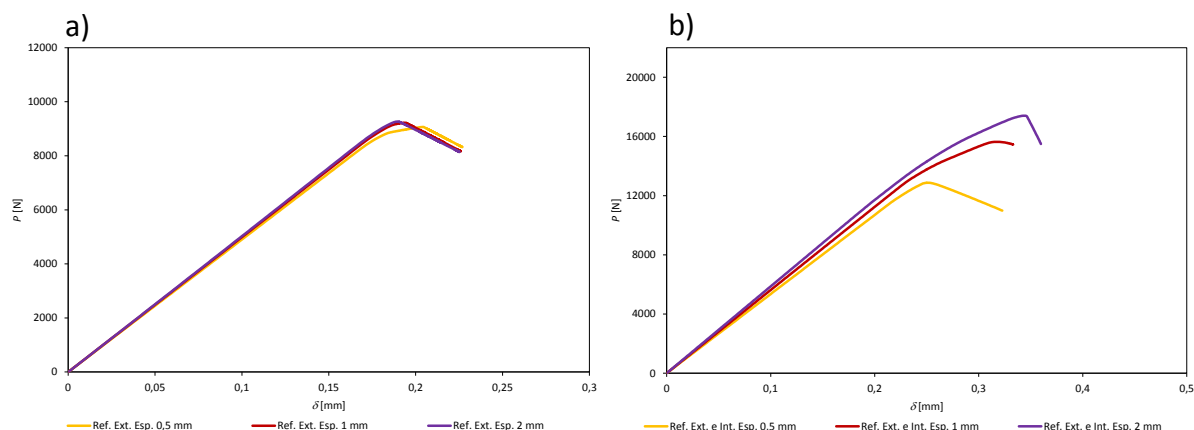 a)
12000
10000
8000
6000
4000
2000
0
P [N]
0 0,05 0,1 0,15 0,2 0,25 0,3
δ [mm]
Ref. Ext. Esp. 0,5 mm Ref. Ext. Esp. 1 mm Ref. Ext. Esp. 2 mm
b)
20000
16000
12000
8000
4000
0
P [N]
0 0,1 0,2 0,3 0,4 0,5
δ [mm]
Ref. Ext. e Int. Esp. 0.5 mm Ref. Ext. e Int. Esp. 1 mm Ref. Ext. e Int. Esp. 2 mm